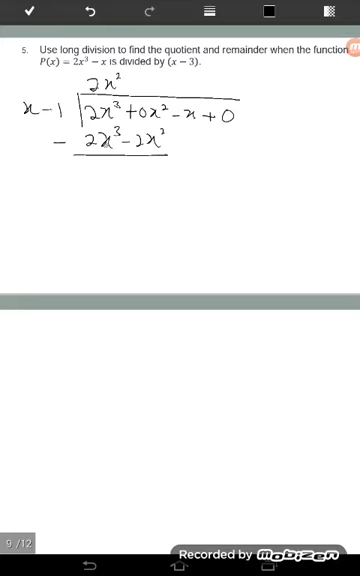 5. Use long division to find the quotient and remainder when the function
P(x) = 2x³ − x is divided by (x − 3).
2x²
x − 1 2x³ + 0x² − x + 0
− 2x³ − 2x²
9 / 12
Recorded by mobizen